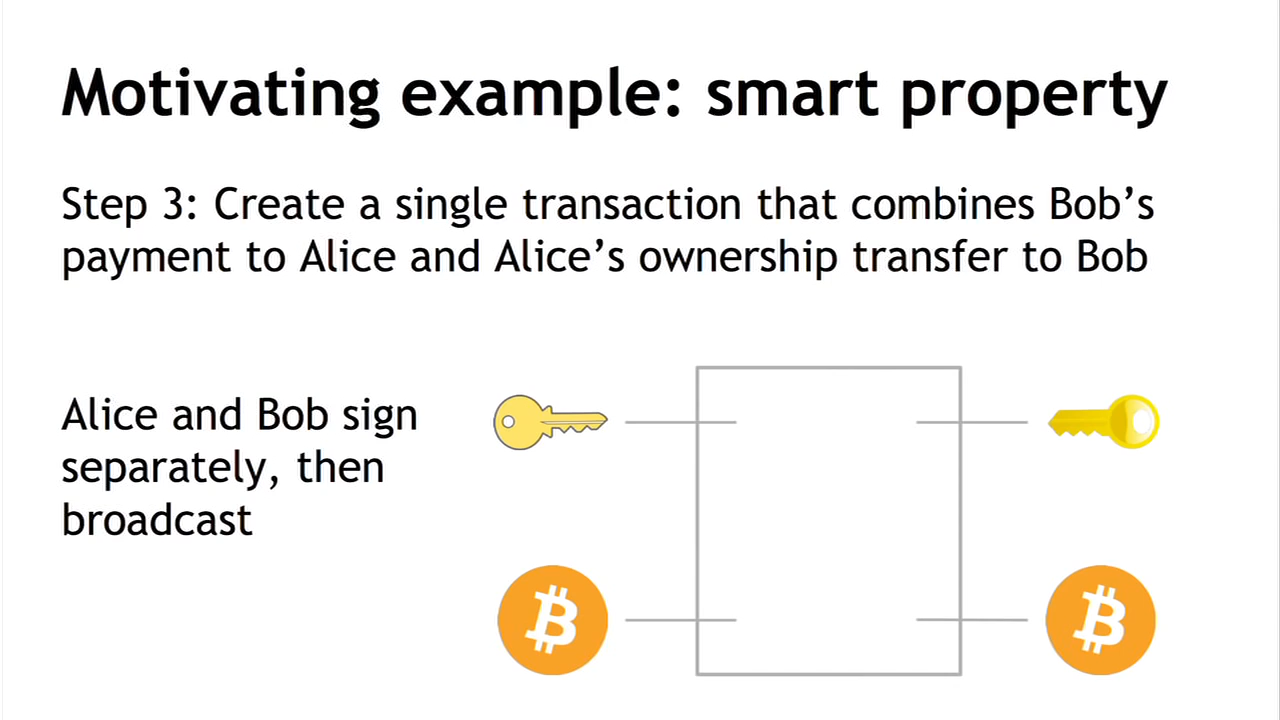 Motivating example: smart property
Step 3: Create a single transaction that combines Bob’s
payment to Alice and Alice’s ownership transfer to Bob
Alice and Bob sign
separately, then
broadcast